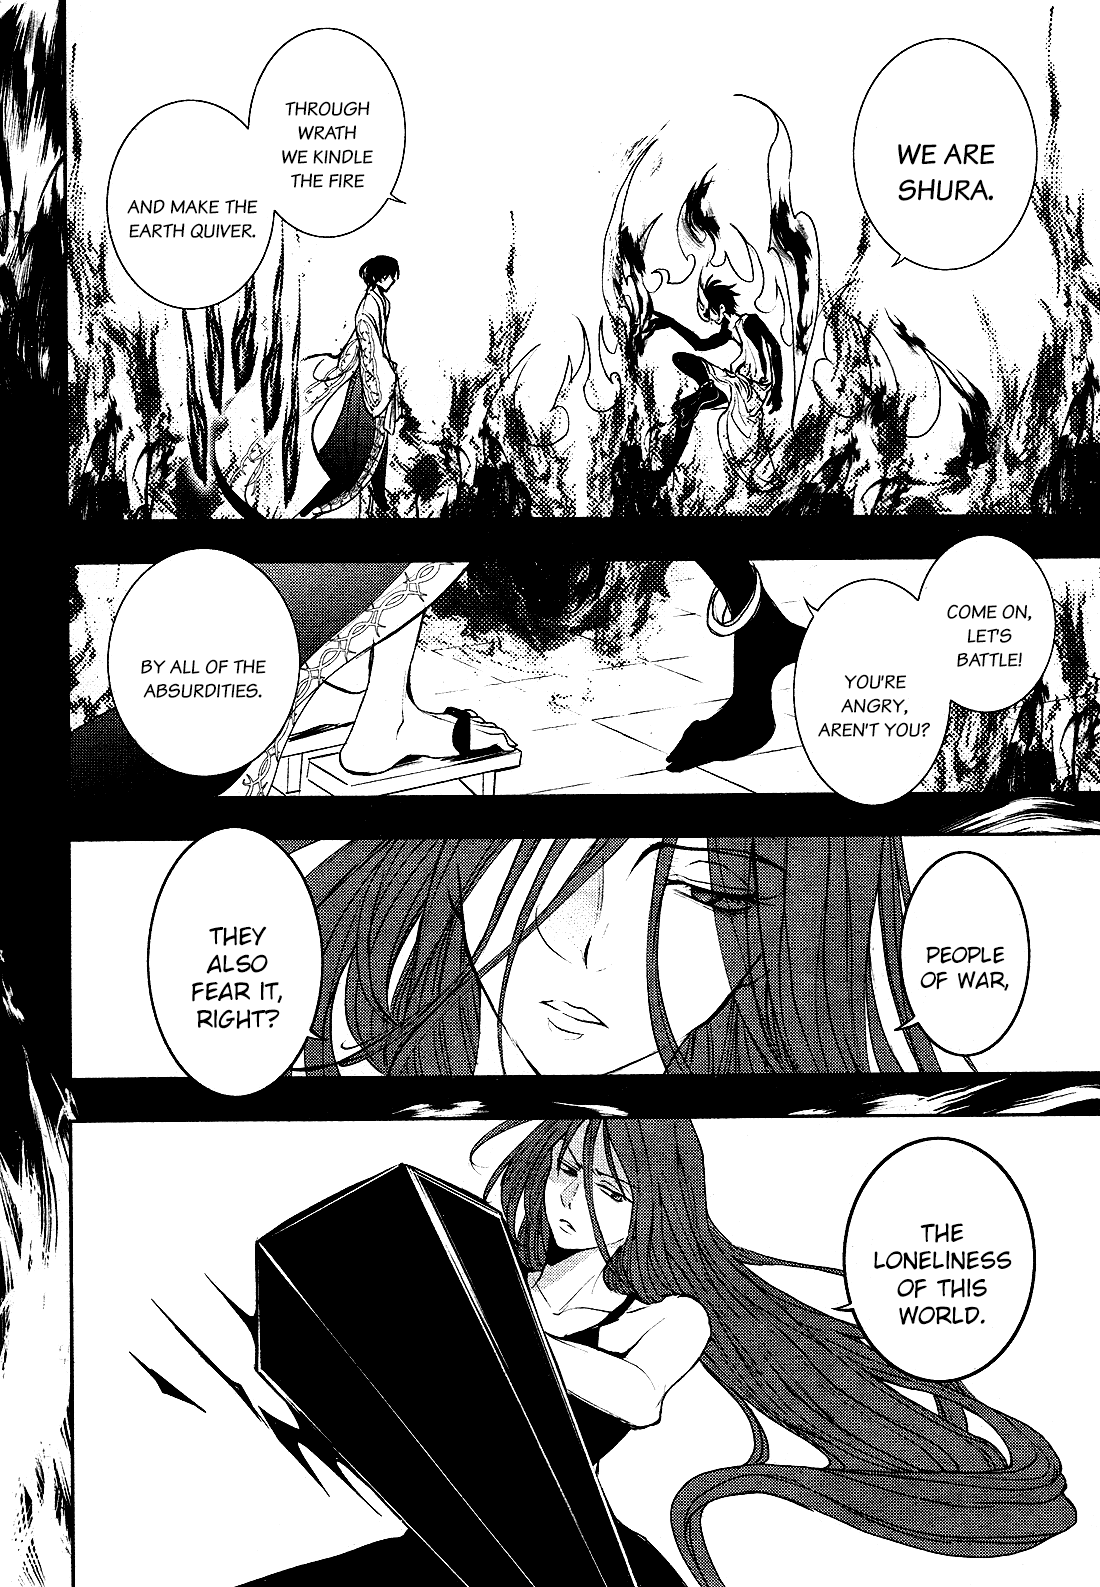 WE ARE
SHURA.
THROUGH
WRATH
WE KINDLE
THE FIRE
AND MAKE THE
EARTH QUIVER.
COME ON,
LET'S
BATTLE!
YOU'RE
ANGRY,
AREN'T YOU?
BY ALL OF THE
ABSURDITIES.
PEOPLE
OF WAR,
THEY
ALSO
FEAR IT,
RIGHT?
THE
LONELINESS
OF THIS
WORLD.